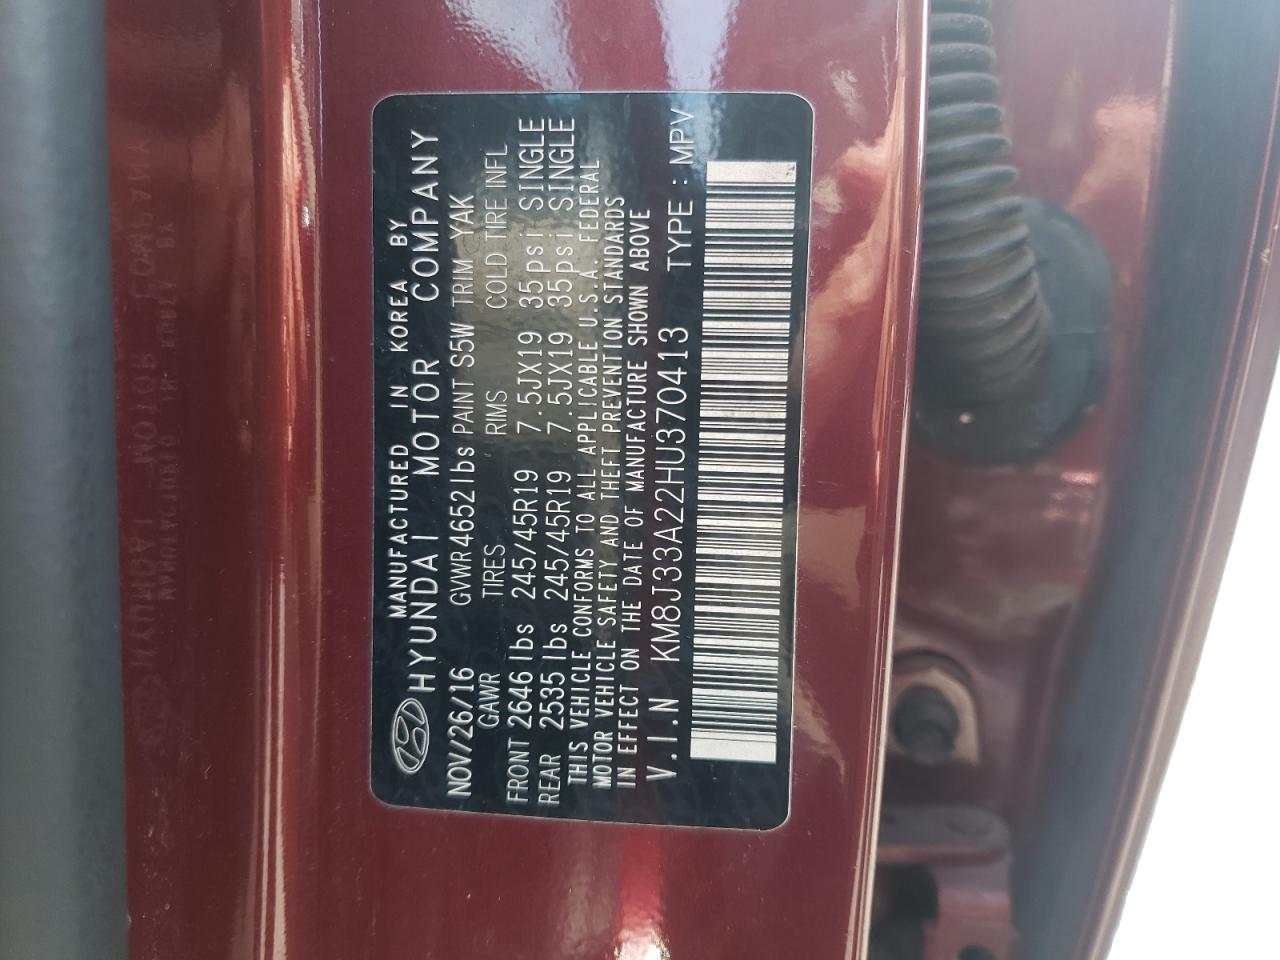 MANUFACTURED IN KOREA BY
HYUNDAI MOTOR COMPANY
NOV/26/16 GVWR 4652lbs PAINT S5W TRIM YAK
GAWR TIRES RIMS COLD TIRE INFL
FRONT 2646 lbs 245/45R19 7.5JX19 35psi SINGLE
REAR 2535 lbs 245/45R19 7.5JX19 35psi SINGLE
THIS VEHICLE CONFORMS TO ALL APPLICABLE U.S.A. FEDERAL
MOTOR VEHICLE SAFETY AND THEFT PREVENTION STANDARDS
IN EFFECT ON THE DATE OF MANUFACTURE SHOWN ABOVE
V.I.N KM8J33A22HU370413 TYPE : MPV